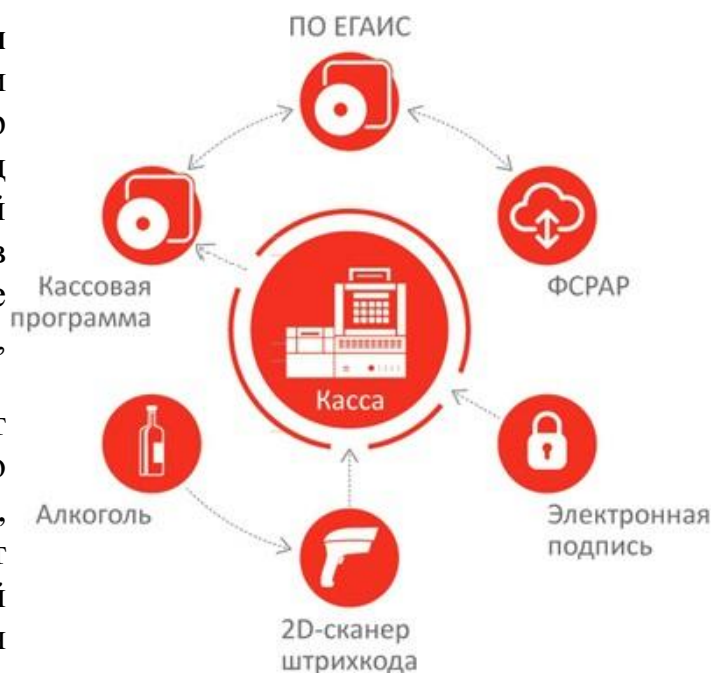 ПО ЕГАИС
Кассовая
программа
ФСРАР
Касса
Алкоголь
Электронная
подпись
2D-сканер
штрихкода